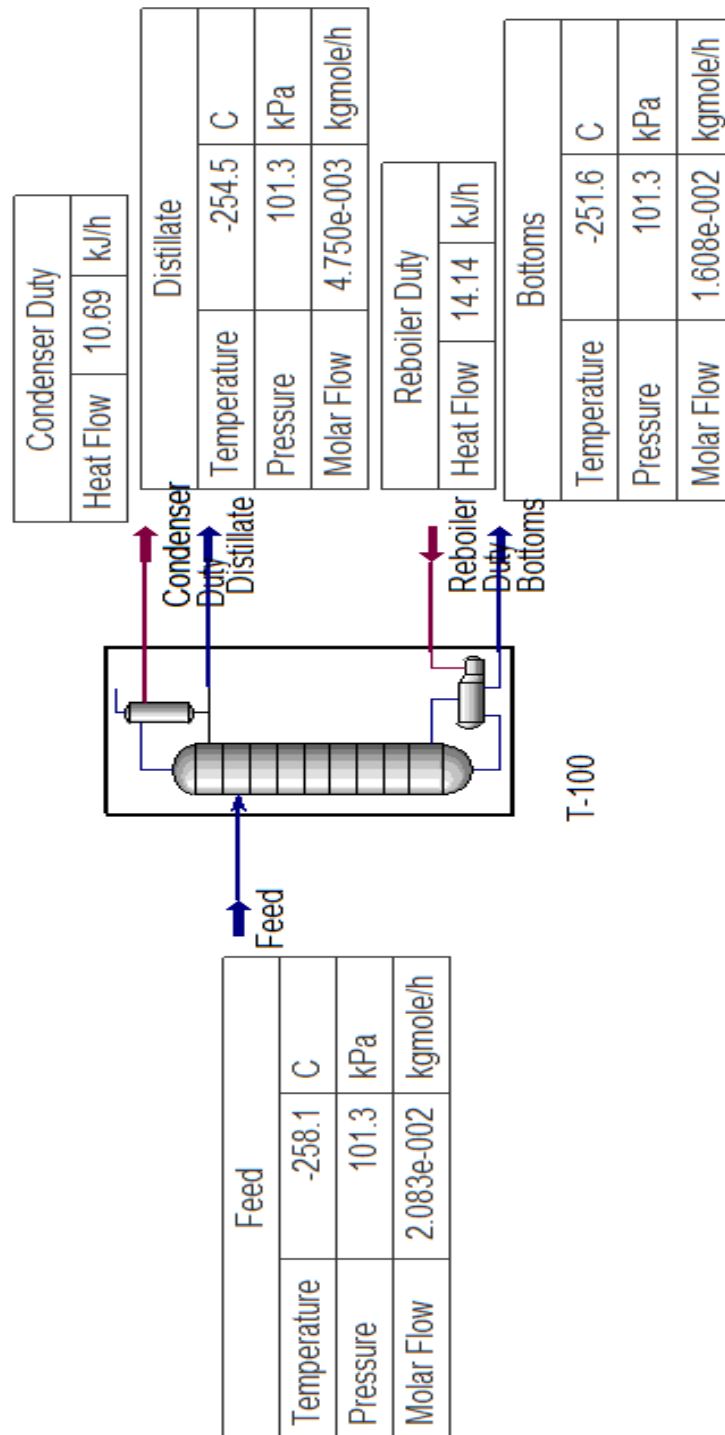 Condenser Duty
Heat Flow 10.69 kJ/h
Distillate
Temperature -254.5 C
Pressure 101.3 kPa
Molar Flow 4.750e-003 kgmole/h
Condenser
Duty
Distillate
Reboiler Duty
Heat Flow 14.14 kJ/h
Reboiler
Duty
Bottoms
Bottoms
Temperature -251.6 C
Pressure 101.3 kPa
Molar Flow 1.608e-002 kgmole/h
T-100
Feed
Feed
Temperature -258.1 C
Pressure 101.3 kPa
Molar Flow 2.083e-002 kgmole/h